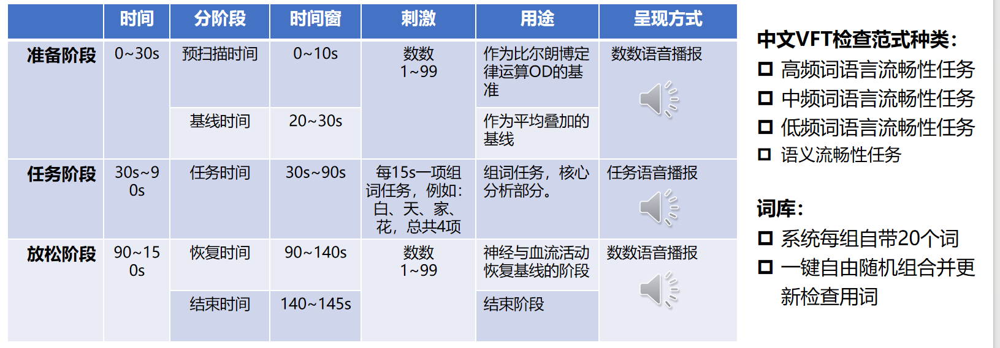 时间 分阶段 时间窗 刺激 用途 呈现方式
准备阶段 0~30s 预扫描时间 0~10s 数数 作为比尔朗博定 数数语音播报
1~99 律运算OD的基
准
基线时间 20~30s 作为平均叠加的
基线
任务阶段 30s~9 任务时间 30s~90s 每15s一项组 组词任务，核心 任务语音播报
0s 词任务，例如： 分析部分。
白、天、家、
花，总共4项
放松阶段 90~15 恢复时间 90~140s 数数 神经与血流活动 数数语音播报
0s 1~99 恢复基线的阶段
结束时间 140~145s 结束阶段
中文VFT检查范式种类：
高频词语言流畅性任务
中频词语言流畅性任务
低频词语言流畅性任务
语义流畅性任务
词库：
系统每组自带20个词
一键自由随机组合并更
新检查用词